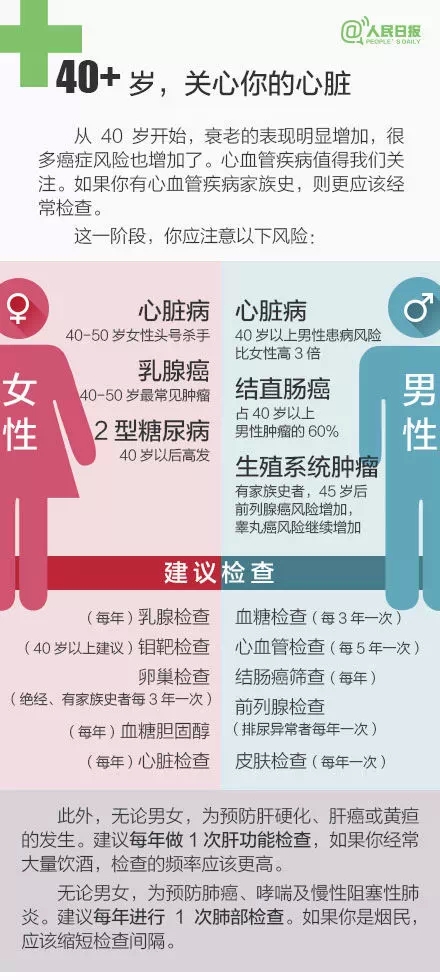 @人民日报
PEOPLE'S DAILY
40+ 岁，关心你的心脏
从 40 岁开始，衰老的表现明显增加，很
多癌症风险也增加了。心血管疾病值得我们关
注。如果你有心血管疾病家族史，则更应该经
常检查。
这一阶段，你应注意以下风险：
♀
女性
心脏病
40-50 岁女性头号杀手
乳腺癌
40-50 岁最常见肿瘤
2 型糖尿病
40 岁以后高发
♂
男性
心脏病
40 岁以上男性患病风险
比女性高 3 倍
结直肠癌
占 40 岁以上
男性肿瘤的 60%
生殖系统肿瘤
有家族史者，45 岁后
前列腺癌风险增加，
睾丸癌风险继续增加
建议检查
（每年）乳腺检查
（40 岁以上建议）钼靶检查
卵巢检查
（绝经、有家族史者每 3 年一次）
（每年）血糖胆固醇
（每年）心脏检查
血糖检查（每 3 年一次）
心血管检查（每 5 年一次）
结肠癌筛查（每年）
前列腺检查
（排尿异常者每年一次）
皮肤检查（每年一次）
此外，无论男女，为预防肝硬化、肝癌或黄疸
的发生。建议每年做 1 次肝功能检查，如果你经常
大量饮酒，检查的频率应该更高。
无论男女，为预防肺癌、哮喘及慢性阻塞性肺
炎。建议每年进行 1 次肺部检查。如果你是烟民，
应该缩短检查间隔。